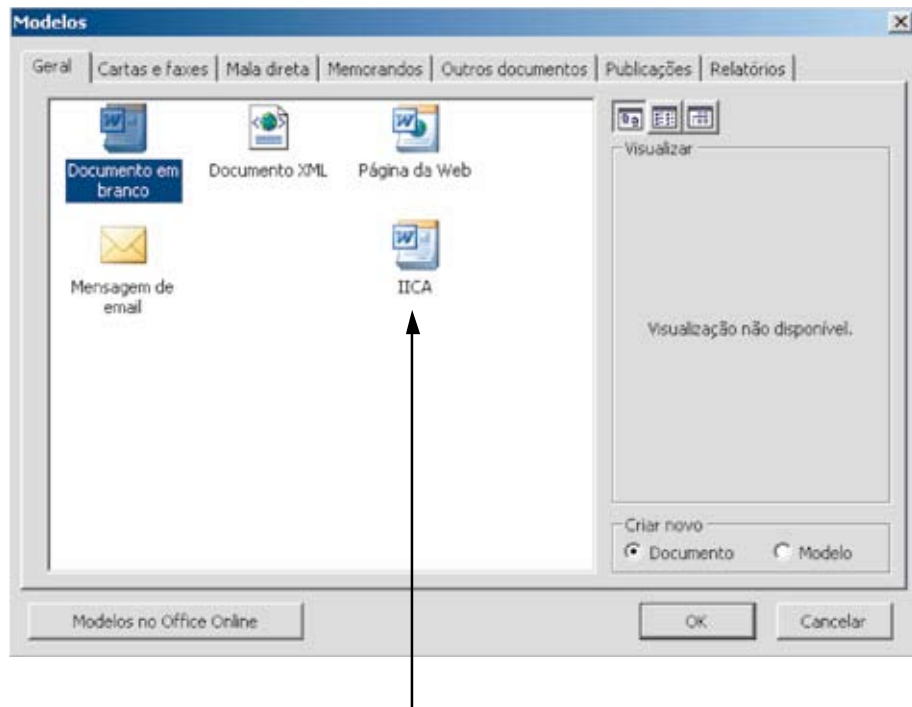 Modelos
Geral
Cartas e faxes
Mala direta
Memorandos
Outros documentos
Publicações
Relatórios
Documento em
branco
Documento XML
Página da Web
Mensagem de
email
IICA
Visualizar
Visualização não disponível.
Criar novo
Documento
Modelo
Modelos no Office Online
OK
Cancelar